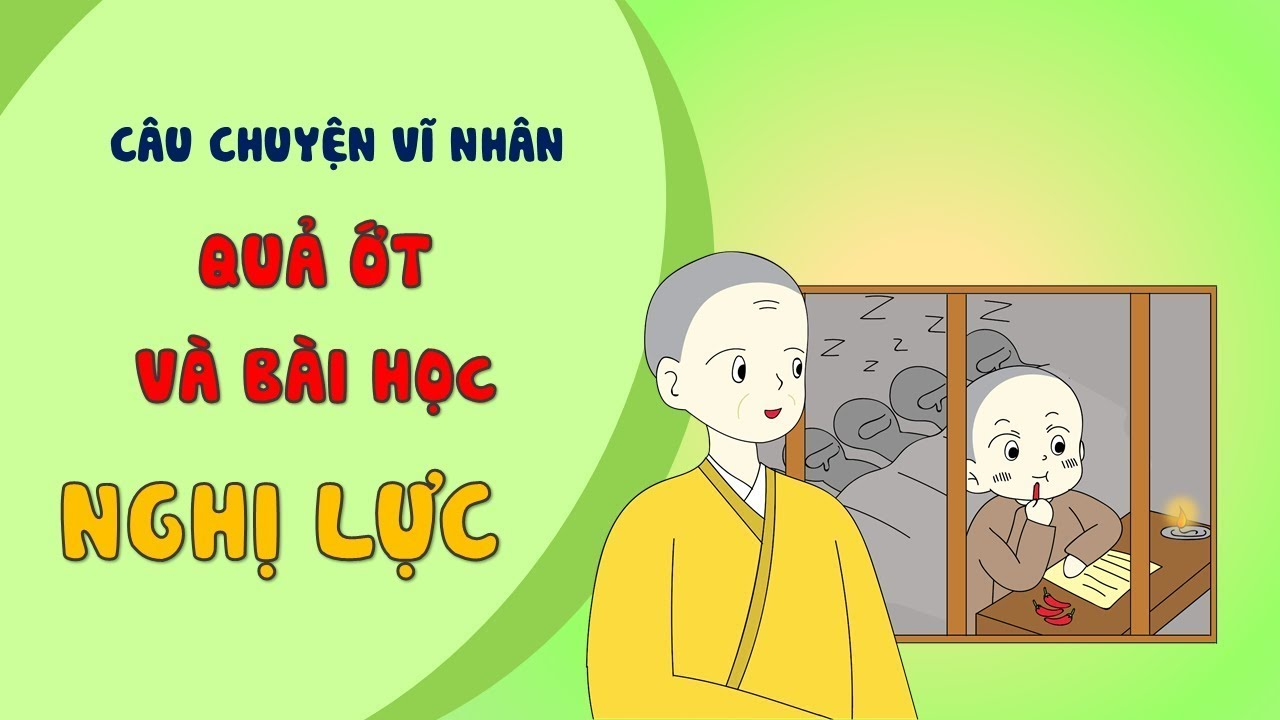 CÂU CHUYỆN VĨ NHÂN
QUẢ ỚT
VÀ BÀI HỌC
NGHỊ LỰC
Z Z
Z Z
Z Z